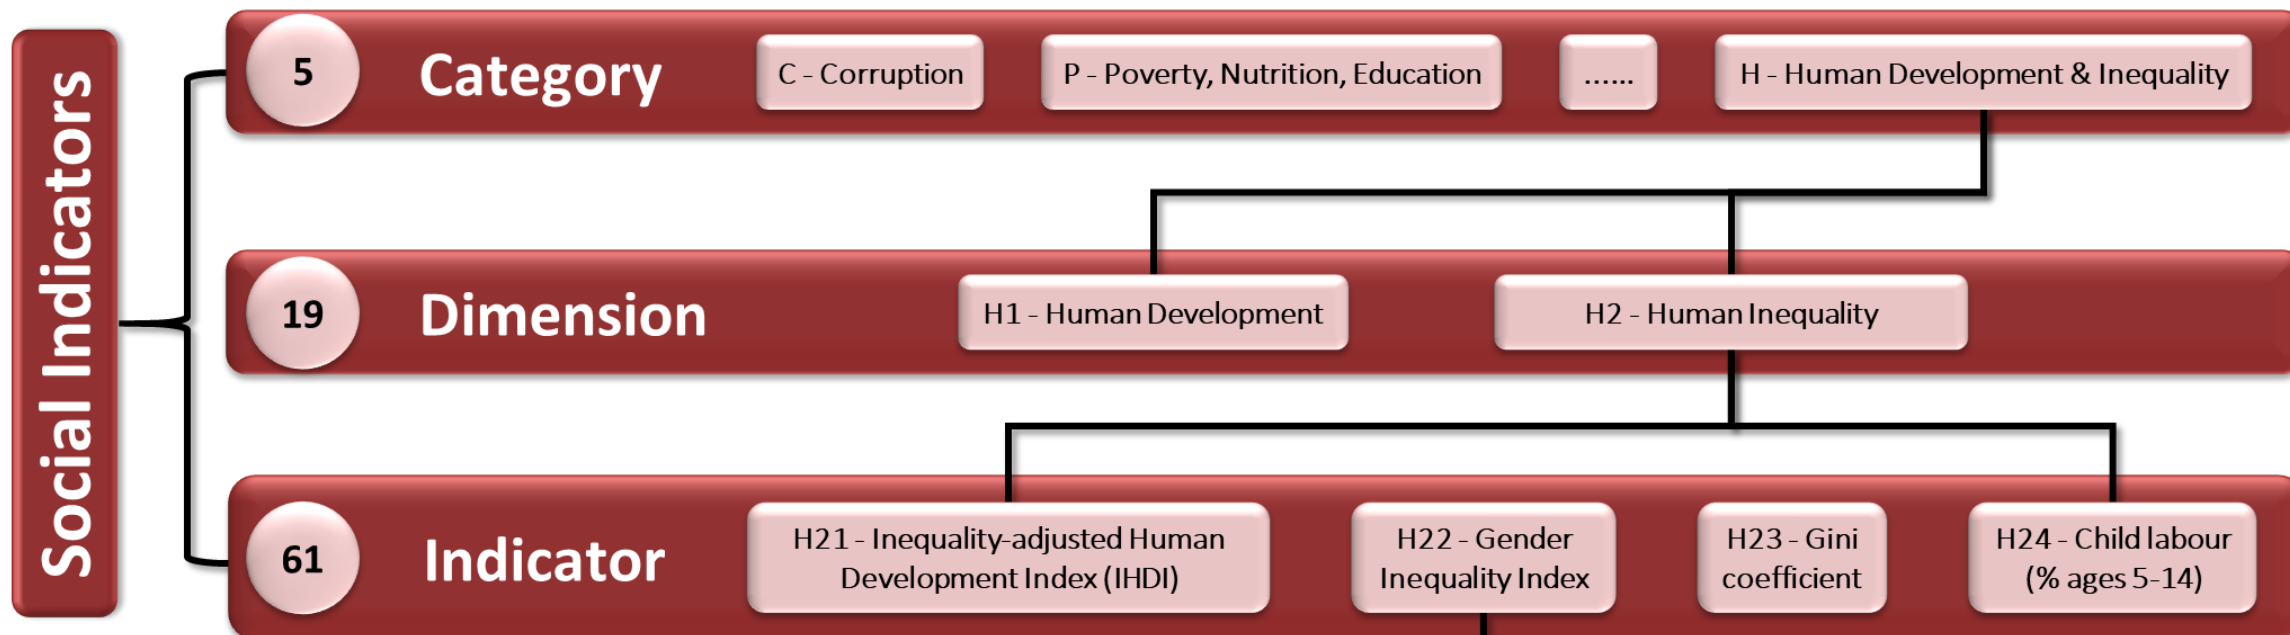 Social Indicators
5
Category
C - Corruption
P - Poverty, Nutrition, Education
......
H - Human Development & Inequality
19
Dimension
H1 - Human Development
H2 - Human Inequality
61
Indicator
H21 - Inequality-adjusted Human
Development Index (IHDI)
H22 - Gender
Inequality Index
H23 - Gini
coefficient
H24 - Child labour
(% ages 5-14)